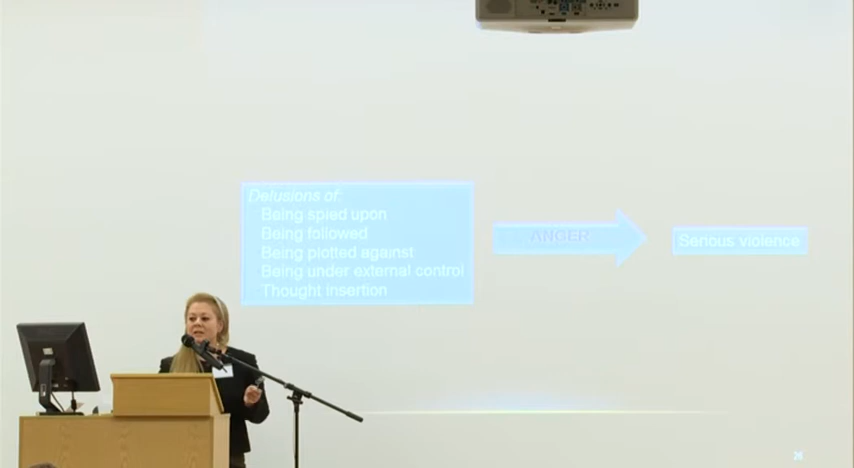 Delusions of:
Being spied upon
Being followed
Being plotted against
Being under external control
Thought insertion
ANGER
Serious violence
26